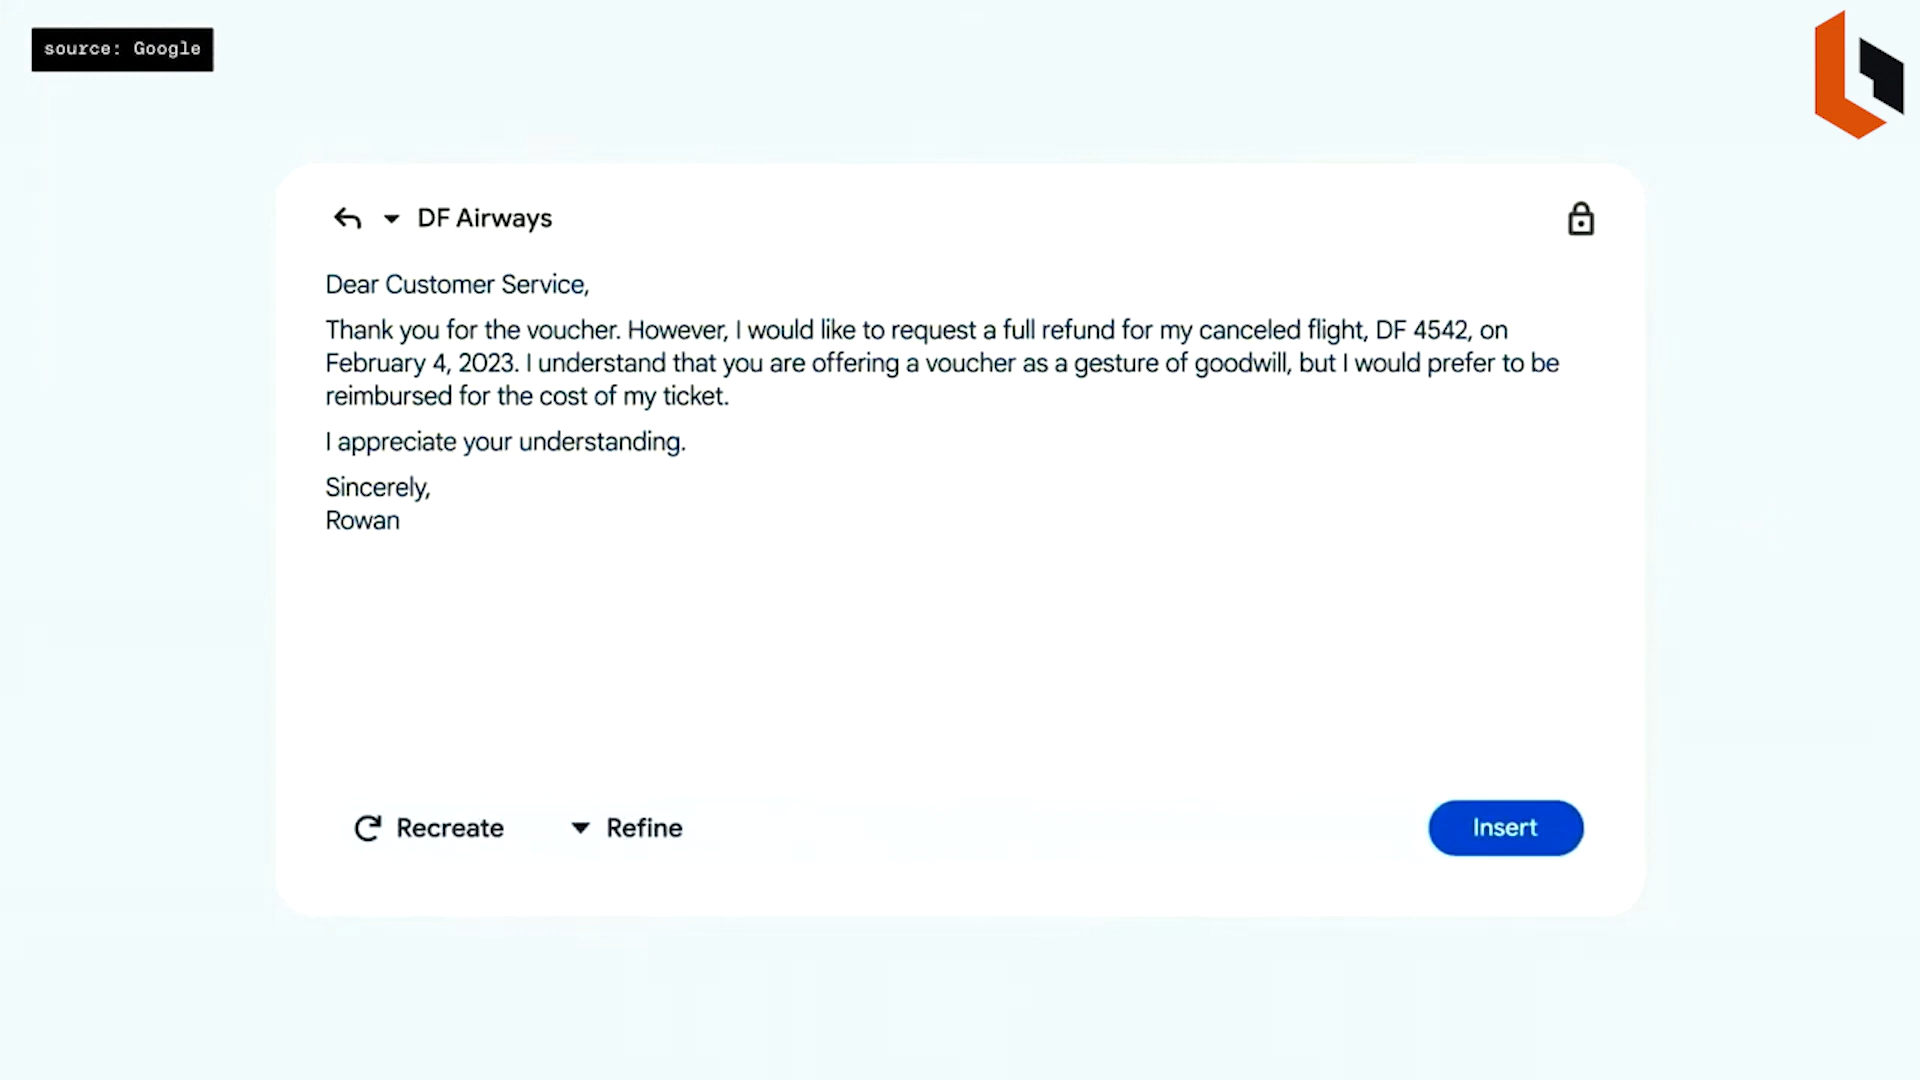 source: Google
DF Airways
Dear Customer Service,
Thank you for the voucher. However, I would like to request a full refund for my canceled flight, DF 4542, on
February 4, 2023. I understand that you are offering a voucher as a gesture of goodwill, but I would prefer to be
reimbursed for the cost of my ticket.
I appreciate your understanding.
Sincerely,
Rowan
Recreate
Refine
Insert